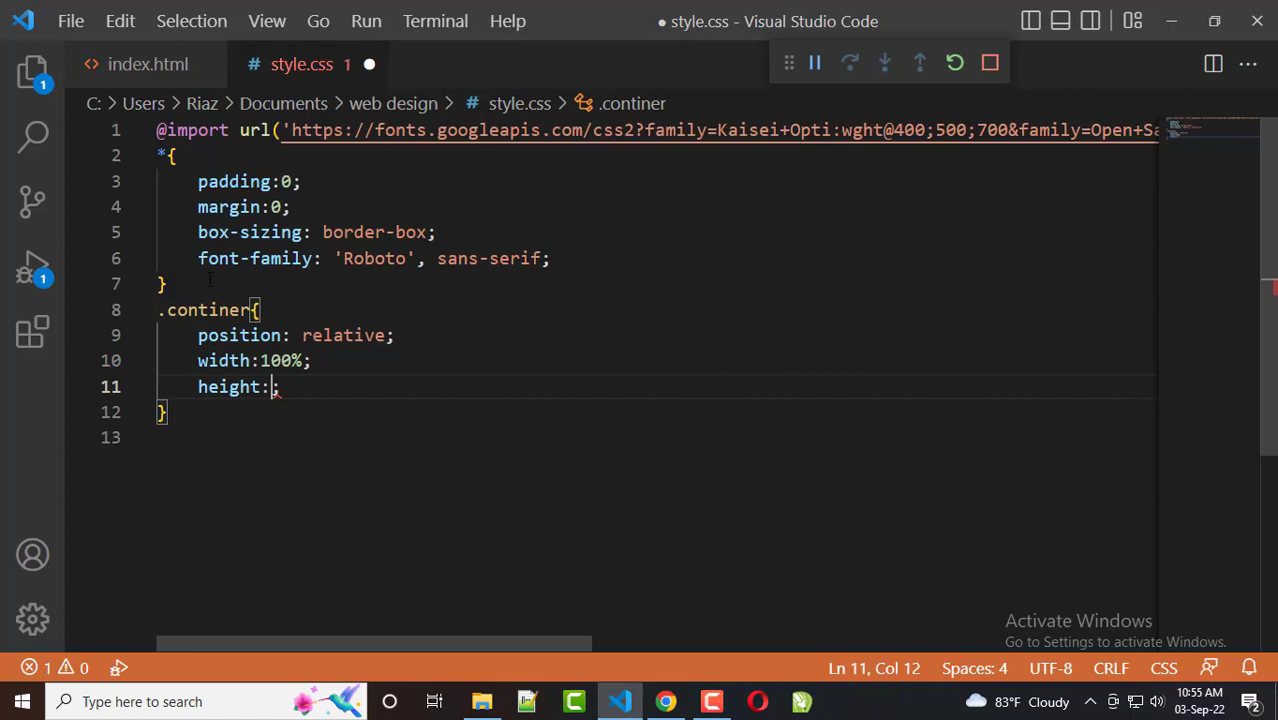 File Edit Selection View Go Run Terminal Help ● style.css - Visual Studio Code
<> index.html # style.css 1 ●
C: > Users > Riaz > Documents > web design > # style.css > .continer
1 @import url('https://fonts.googleapis.com/css2?family=Kaisei+Opti:wght@400;500;700&family=Open+Sa
2 *{
3 padding:0;
4 margin:0;
5 box-sizing: border-box;
6 font-family: 'Roboto', sans-serif;
7 }
8 .continer{
9 position: relative;
10 width:100%;
11 height:;
12 }
13
1
1
Activate Windows
Go to Settings to activate Windows.
1 0 Ln 11, Col 12 Spaces: 4 UTF-8 CRLF CSS
Type here to search 83°F Cloudy 10:55 AM
03-Sep-22 2